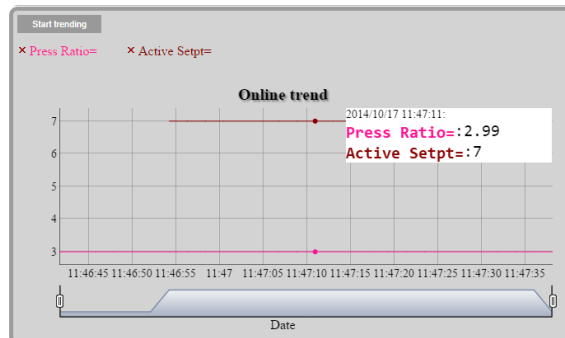 Start trending
× Press Ratio= × Active Setpt=
Online trend
2014/10/17 11:47:11:
Press Ratio=:2.99
Active Setpt=:7
7
6
5
4
3
11:46:45 11:46:50 11:46:55 11:47 11:47:05 11:47:10 11:47:15 11:47:20 11:47:25 11:47:30 11:47:35
Date